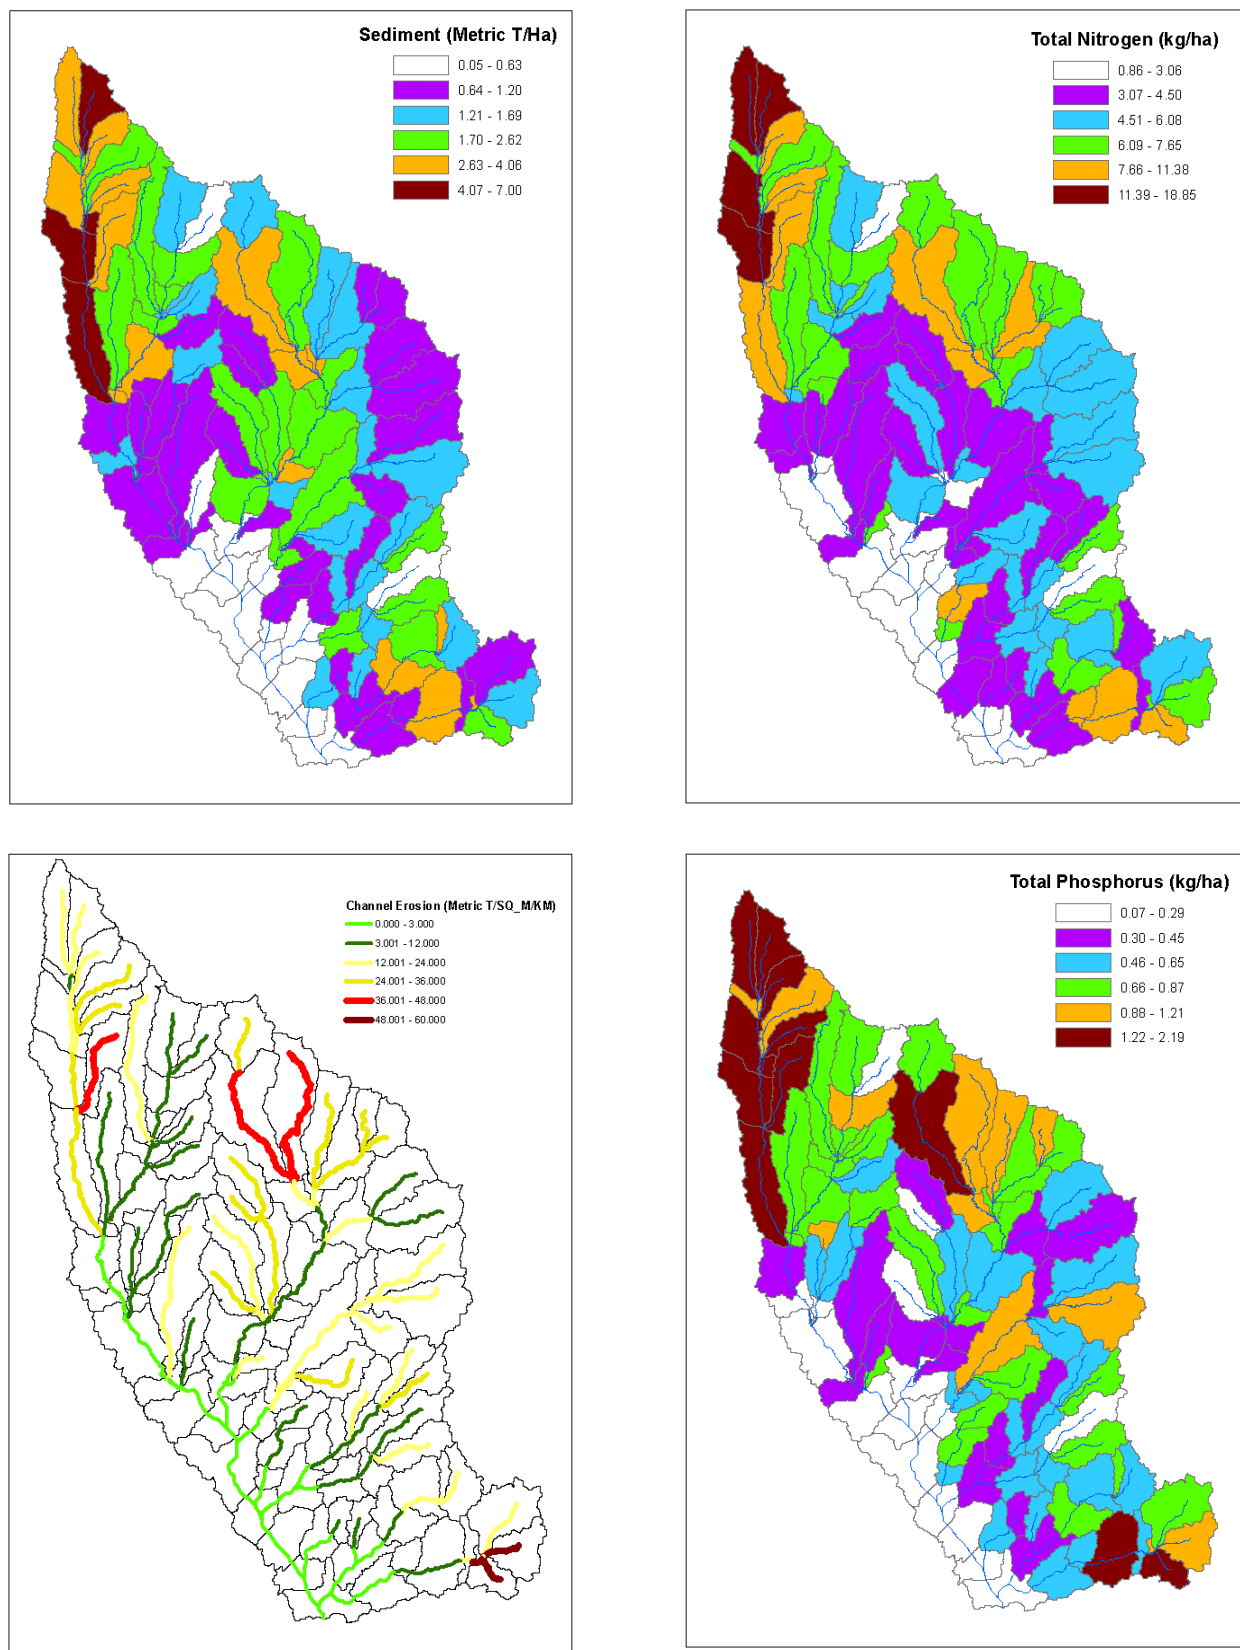 Sediment (Metric T/Ha)
0.05 - 0.63
0.64 - 1.20
1.21 - 1.69
1.70 - 2.62
2.63 - 4.06
4.07 - 7.00
Total Nitrogen (kg/ha)
0.86 - 3.06
3.07 - 4.50
4.51 - 6.08
6.09 - 7.65
7.66 - 11.38
11.39 - 18.85
Channel Erosion (Metric T/SQ_M/KM)
0.000 - 3.000
3.001 - 12.000
12.001 - 24.000
24.001 - 36.000
36.001 - 48.000
48.001 - 60.000
Total Phosphorus (kg/ha)
0.07 - 0.29
0.30 - 0.45
0.46 - 0.65
0.66 - 0.87
0.88 - 1.21
1.22 - 2.19